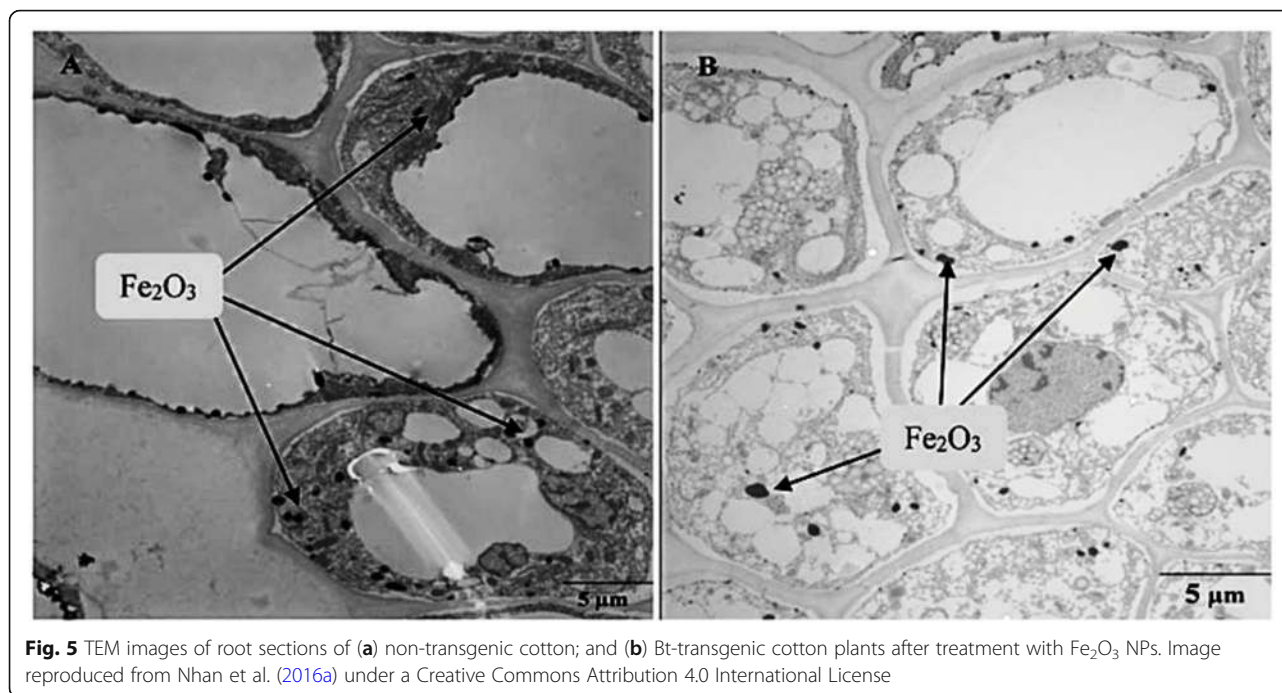 A
B
Fe₂O₃
Fe₂O₃
5 µm
5 µm
Fig. 5 TEM images of root sections of (a) non-transgenic cotton; and (b) Bt-transgenic cotton plants after treatment with Fe₂O₃ NPs. Image
reproduced from Nhan et al. (2016a) under a Creative Commons Attribution 4.0 International License